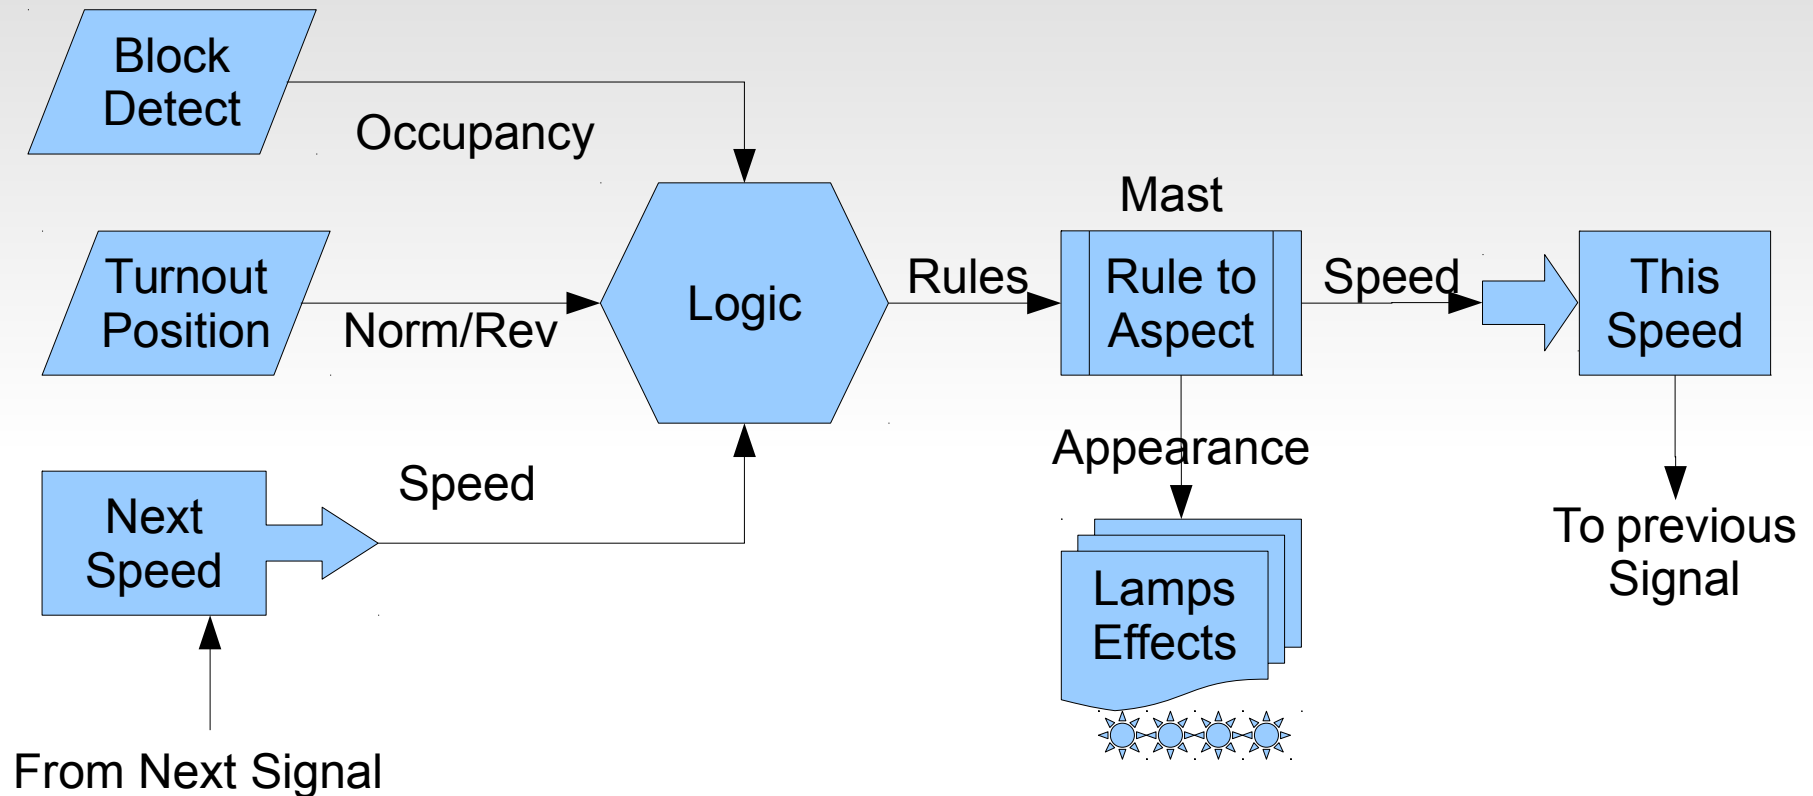 Block
Detect
Occupancy
Turnout
Position
Norm/Rev
Next
Speed
Speed
From Next Signal
Logic
Rules
Mast
Rule to
Aspect
Speed
This
Speed
Appearance
Lamps
Effects
To previous
Signal